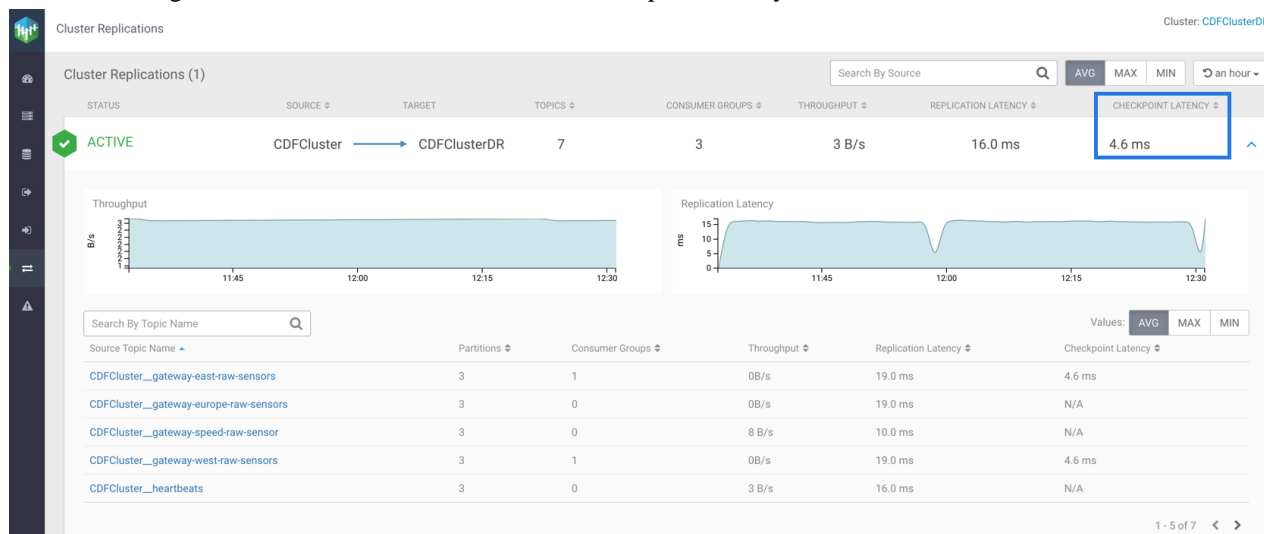 Cluster Replications
Cluster: CDFClusterD
Cluster Replications (1)
Search By Source
AVG MAX MIN
an hour
STATUS SOURCE TARGET TOPICS CONSUMER GROUPS THROUGHPUT REPLICATION LATENCY CHECKPOINT LATENCY
ACTIVE CDFCluster CDFClusterDR 7 3 3 B/s 16.0 ms 4.6 ms
Throughput
B/s
3
2
2
2
2
1
11:45 12:00 12:15 12:30
Replication Latency
ms
15
10
5
0
11:45 12:00 12:15 12:30
Search By Topic Name
Values: AVG MAX MIN
Source Topic Name Partitions Consumer Groups Throughput Replication Latency Checkpoint Latency
CDFCluster__gateway-east-raw-sensors 3 1 0B/s 19.0 ms 4.6 ms
CDFCluster__gateway-europe-raw-sensors 3 0 0B/s 19.0 ms N/A
CDFCluster__gateway-speed-raw-sensor 3 0 8 B/s 10.0 ms N/A
CDFCluster__gateway-west-raw-sensors 3 1 0B/s 19.0 ms 4.6 ms
CDFCluster__heartbeats 3 0 3 B/s 16.0 ms N/A
1 - 5 of 7